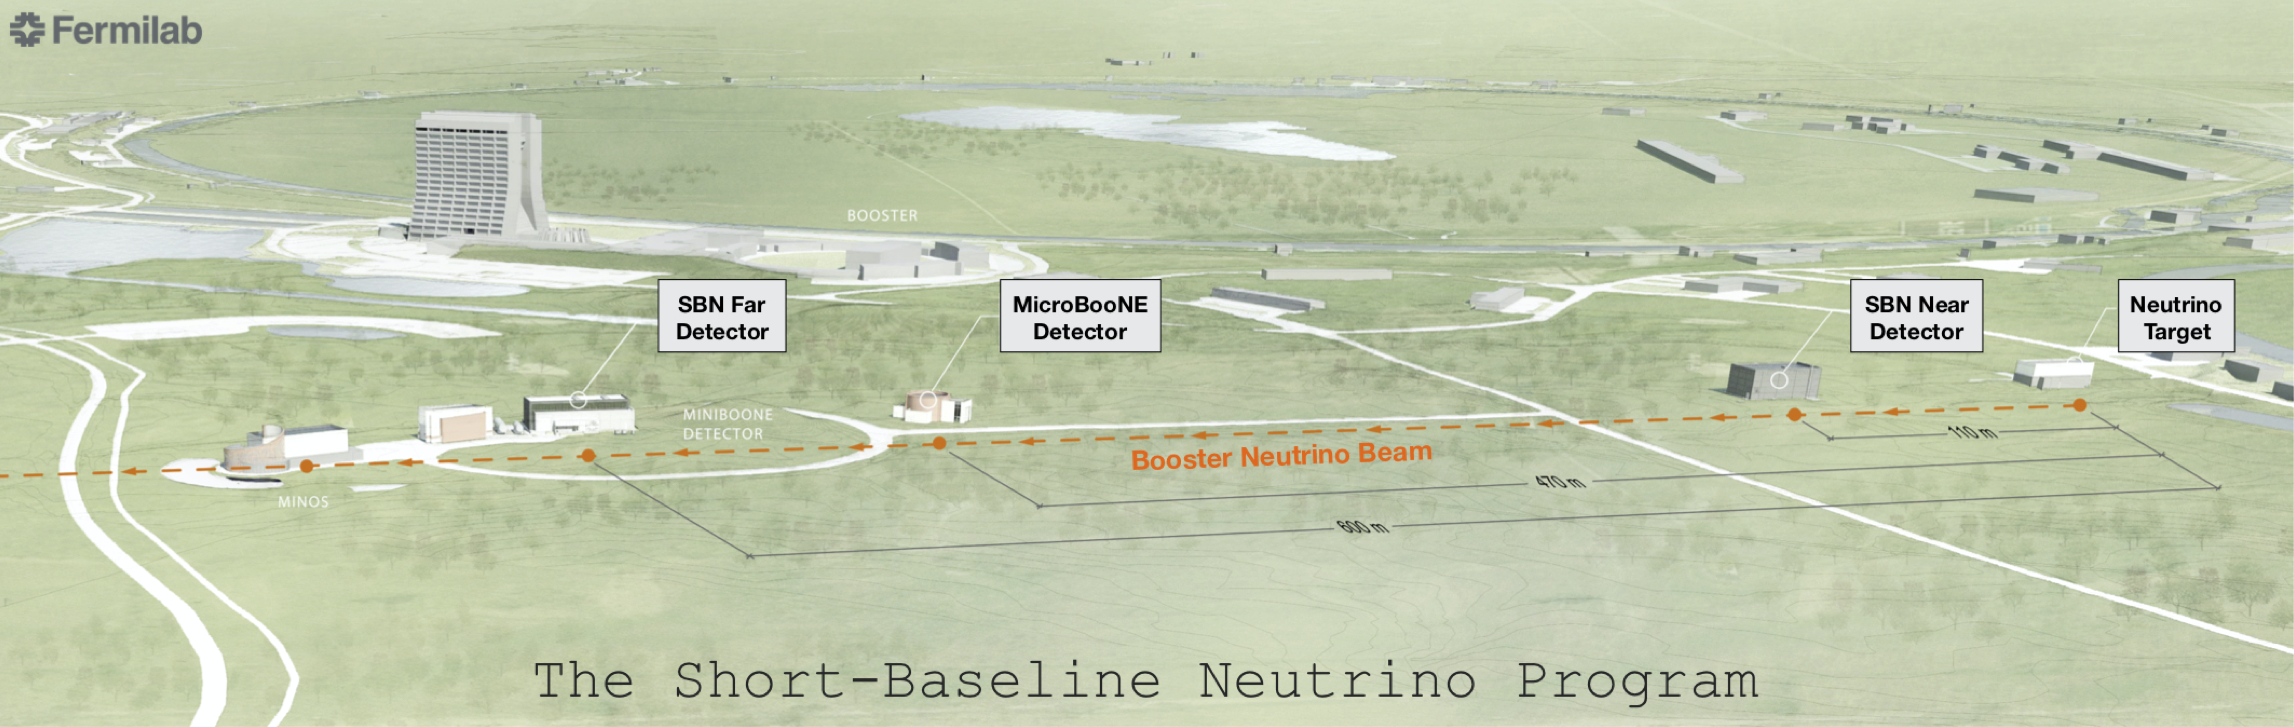 Fermilab
BOOSTER
SBN Far
Detector
MicroBooNE
Detector
SBN Near
Detector
Neutrino
Target
MINIBOONE
DETECTOR
110 m
Booster Neutrino Beam
470 m
MINOS
600 m
The Short-Baseline Neutrino Program